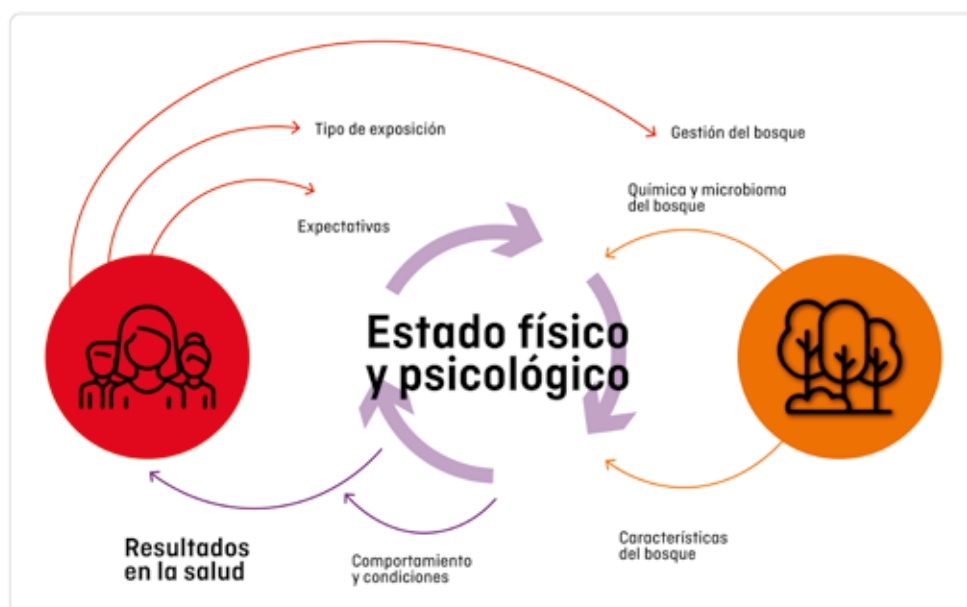 Tipo de exposición
Gestión del bosque
Química y microbioma
del bosque
Expectativas
Estado físico
y psicológico
Resultados
en la salud
Comportamiento
y condiciones
Características
del bosque